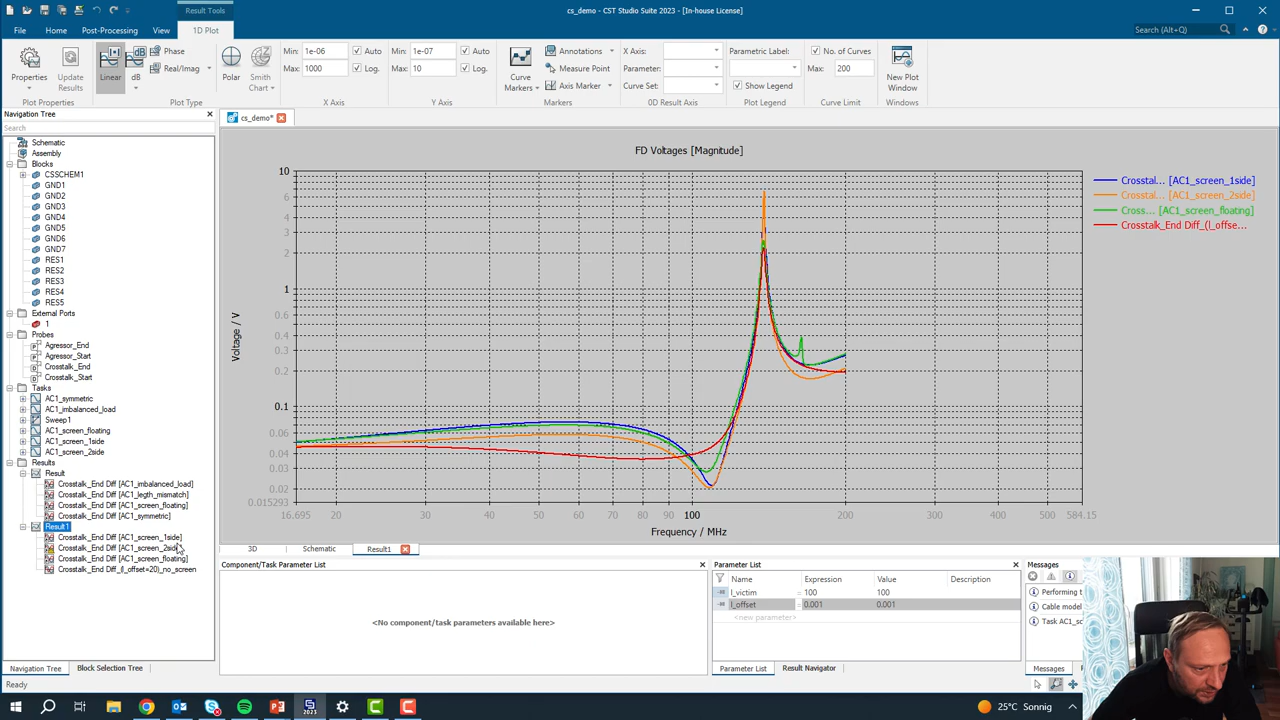 Result Tools
cs_demo - CST Studio Suite 2023 - [In-house License]
File
Home
Post-Processing
View
1D Plot
Search (Alt+Q)
Properties
Update Results
Plot Properties
Linear
dB
Phase
Real/Imag
Polar
Smith Chart
Plot Type
Min: 1e-06 Auto
Max: 1000 Log.
X Axis
Min: 1e-07 Auto
Max: 10 Log.
Y Axis
Curve Markers
Annotations
Measure Point
Axis Marker
Markers
X Axis:
Parameter:
Curve Set:
0D Result Axis
Parametric Label:
Show Legend
Plot Legend
No. of Curves
Max: 200
Curve Limit
New Plot Window
Windows
Navigation Tree
Search
Schematic
Assembly
Blocks
CSSCHEM1
GND1
GND2
GND3
GND4
GND5
GND6
GND7
RES1
RES2
RES3
RES4
RES5
External Ports
1
Probes
Agressor_End
Agressor_Start
Crosstalk_End
Crosstalk_Start
Tasks
AC1_symmetric
AC1_imbalanced_load
Sweep1
AC1_screen_floating
AC1_screen_1side
AC1_screen_2side
Results
Result
Crosstalk_End Diff [AC1_imbalanced_load]
Crosstalk_End Diff [AC1_legth_mismatch]
Crosstalk_End Diff [AC1_screen_floating]
Crosstalk_End Diff [AC1_symmetric]
Result1
Crosstalk_End Diff [AC1_screen_1side]
Crosstalk_End Diff [AC1_screen_2side]
Crosstalk_End Diff [AC1_screen_floating]
Crosstalk_End Diff_(l_offset=20)_no_screen
Navigation Tree
Block Selection Tree
cs_demo*
FD Voltages [Magnitude]
10
6
4
3
2
1
0.6
0.4
0.3
0.2
0.1
0.06
0.04
0.03
0.02
0.015293
Voltage / V
16.695 20 30 40 50 60 70 80 90 100 200 300 400 500 584.15
Frequency / MHz
Crosstal... [AC1_screen_1side]
Crosstal... [AC1_screen_2side]
Cross... [AC1_screen_floating]
Crosstalk_End Diff_(l_offse...
3D
Schematic
Result1
Component/Task Parameter List
<No component/task parameters available here>
Parameter List
Name Expression Value Description
l_victim = 100 100
l_offset = 0.001 0.001
<new parameter>
Parameter List
Result Navigator
Messages
Performing t
Cable model
Task AC1_sc
Messages
Ready
2023
25°C Sonnig